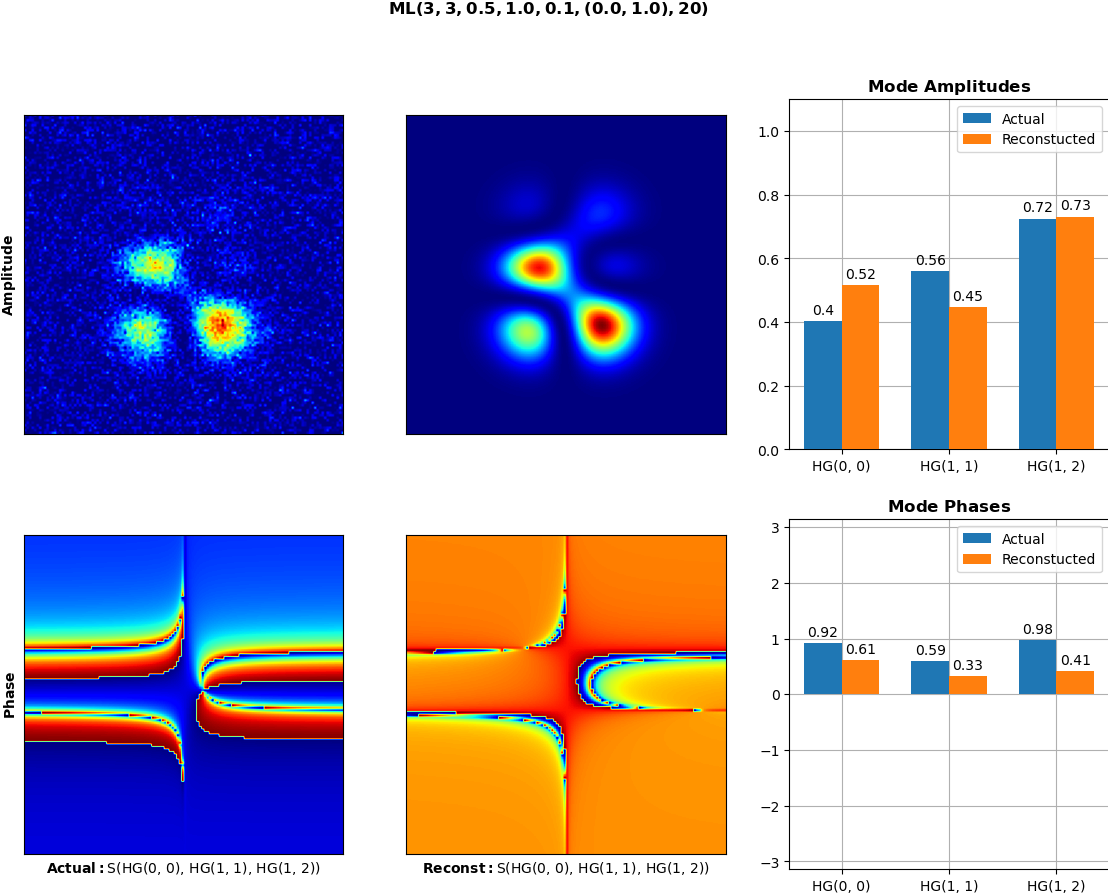 ML(3, 3, 0.5, 1.0, 0.1, (0.0, 1.0), 20)
Amplitude
Mode Amplitudes
Actual
Reconstucted
1.0
0.8
0.6
0.4
0.2
0.0
0.4
0.52
0.56
0.45
0.72
0.73
HG(0, 0)
HG(1, 1)
HG(1, 2)
Phase
Actual: S(HG(0, 0), HG(1, 1), HG(1, 2))
Reconst: S(HG(0, 0), HG(1, 1), HG(1, 2))
Mode Phases
Actual
Reconstucted
3
2
1
0
−1
−2
−3
0.92
0.61
0.59
0.33
0.98
0.41
HG(0, 0)
HG(1, 1)
HG(1, 2)